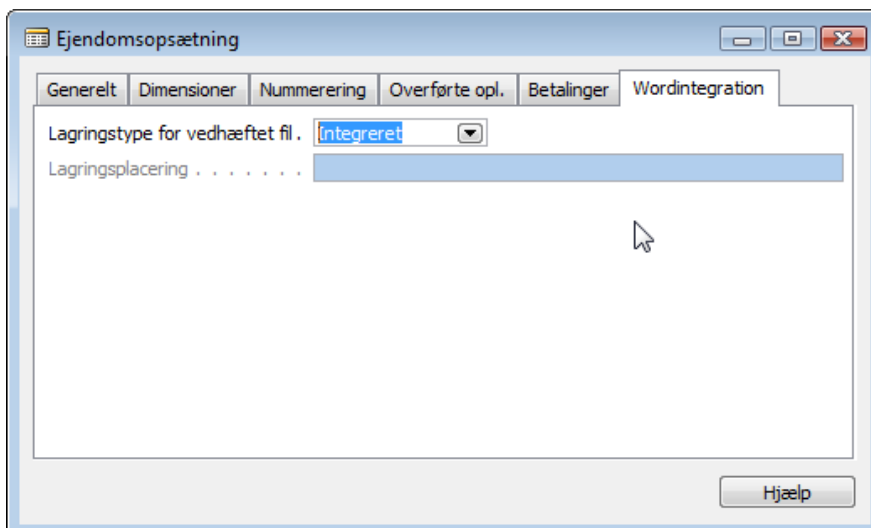 Ejendomsopsætning
Generelt Dimensioner Nummerering Overførte opl. Betalinger Wordintegration
Lagringstype for vedhæftet fil . Integreret
Lagringsplacering . . . . . . .
Hjælp